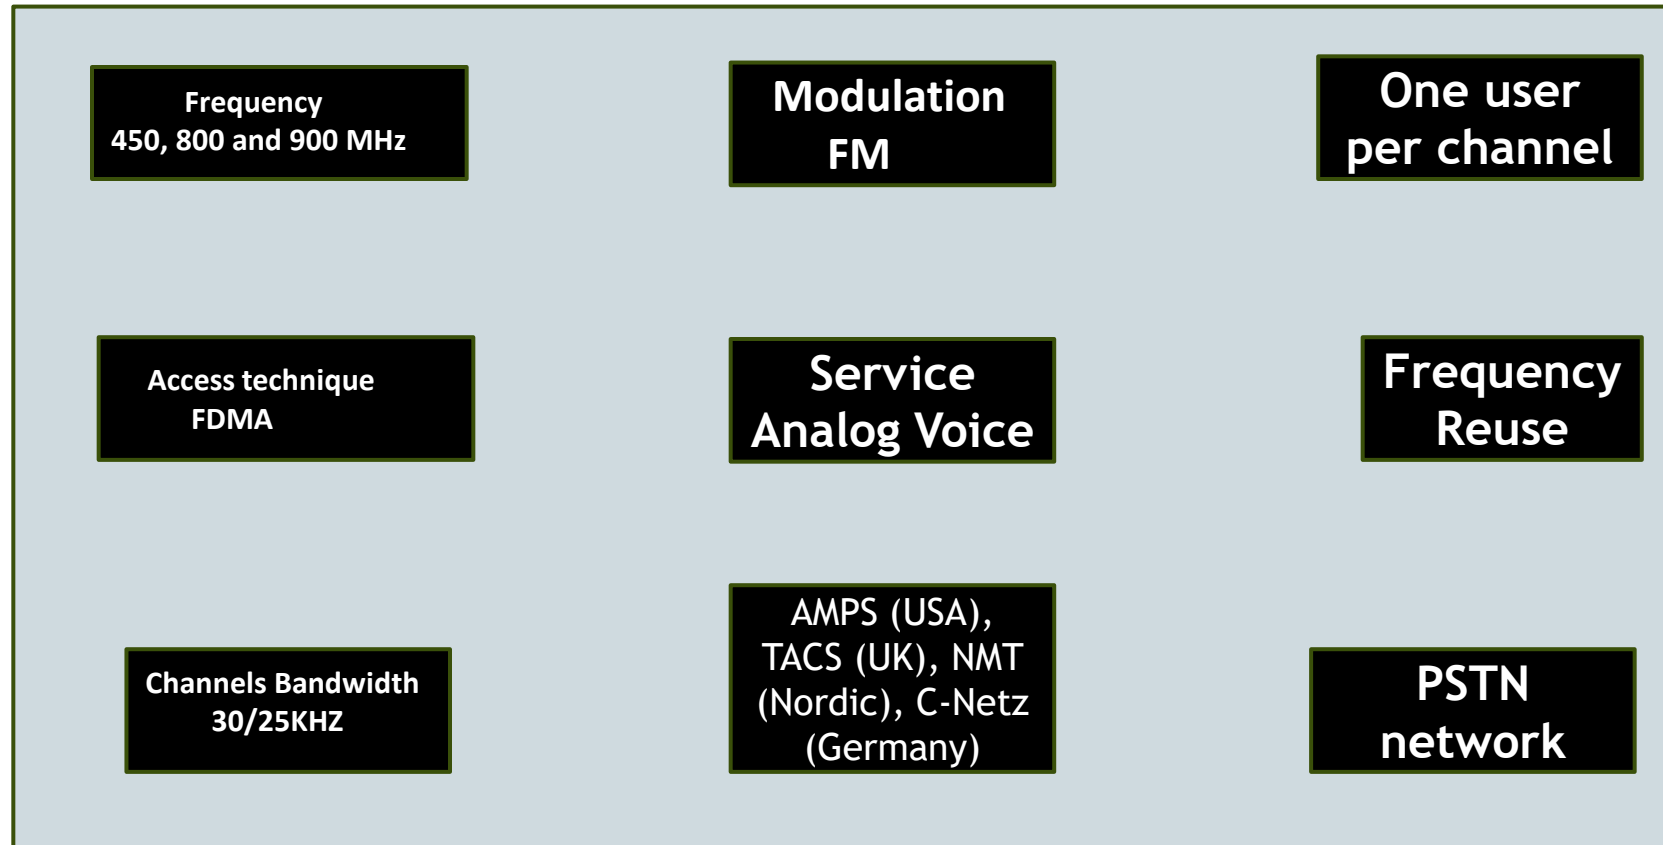 Frequency
450, 800 and 900 MHz
Modulation
FM
One user
per channel
Access technique
FDMA
Service
Analog Voice
Frequency
Reuse
Channels Bandwidth
30/25KHZ
AMPS (USA),
TACS (UK), NMT
(Nordic), C-Netz
(Germany)
PSTN
network